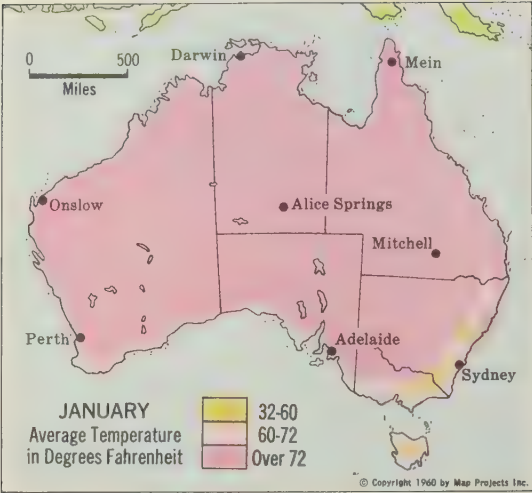 Darwin
Mein
0 500
Miles
Onslow
Alice Springs
Mitchell
Perth
Adelaide
Sydney
JANUARY
Average Temperature
in Degrees Fahrenheit
32-60
60-72
Over 72
© Copyright 1960 by Map Projects Inc.